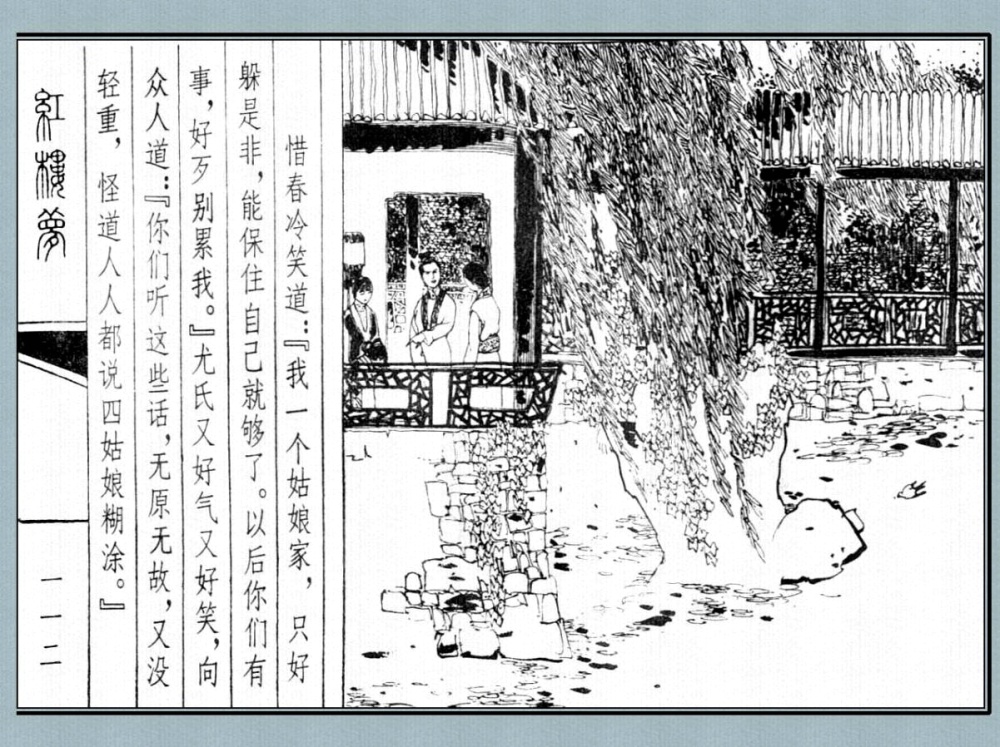 惜春冷笑道：『我一个姑娘家，只好
躲是非，能保住自己就够了。以后你们有
事，好歹别累我。』尤氏又好气又好笑，向
众人道：『你们听这些话，无原无故，又没
轻重，怪道人人都说四姑娘糊涂。』
紅樓夢
一一二